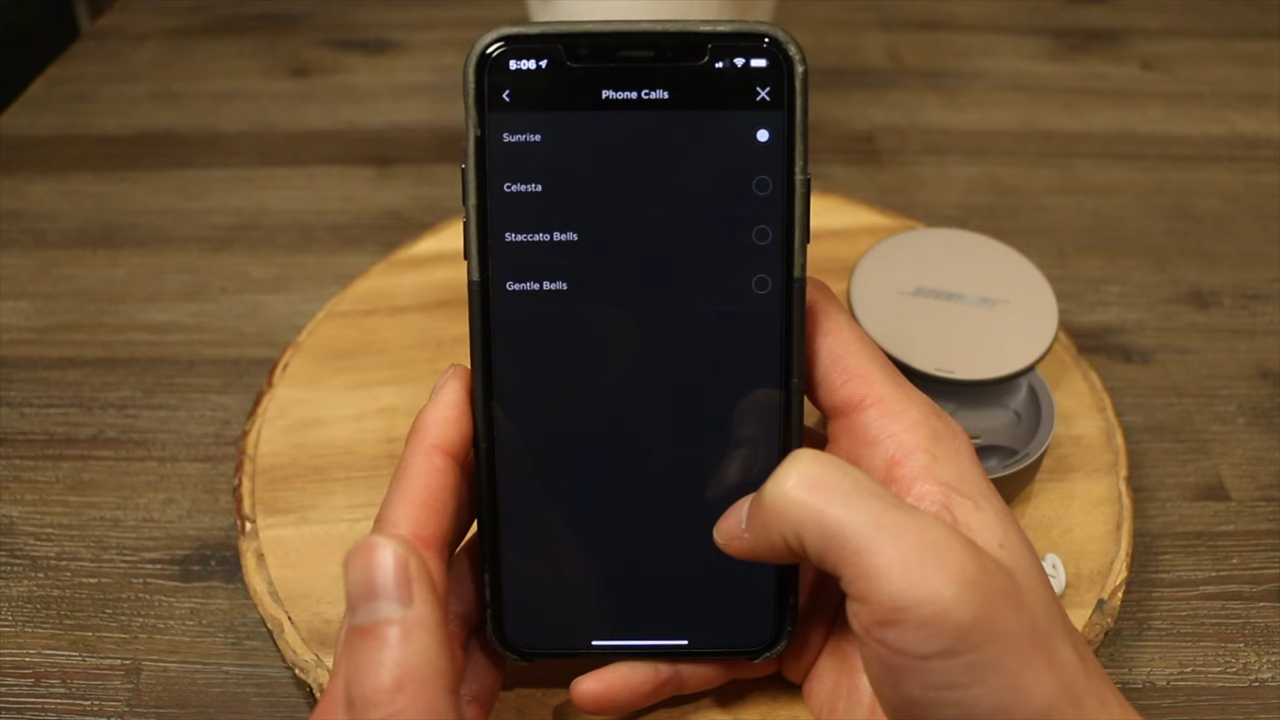 5:06
Phone Calls
Sunrise
Celesta
Staccato Bells
Gentle Bells